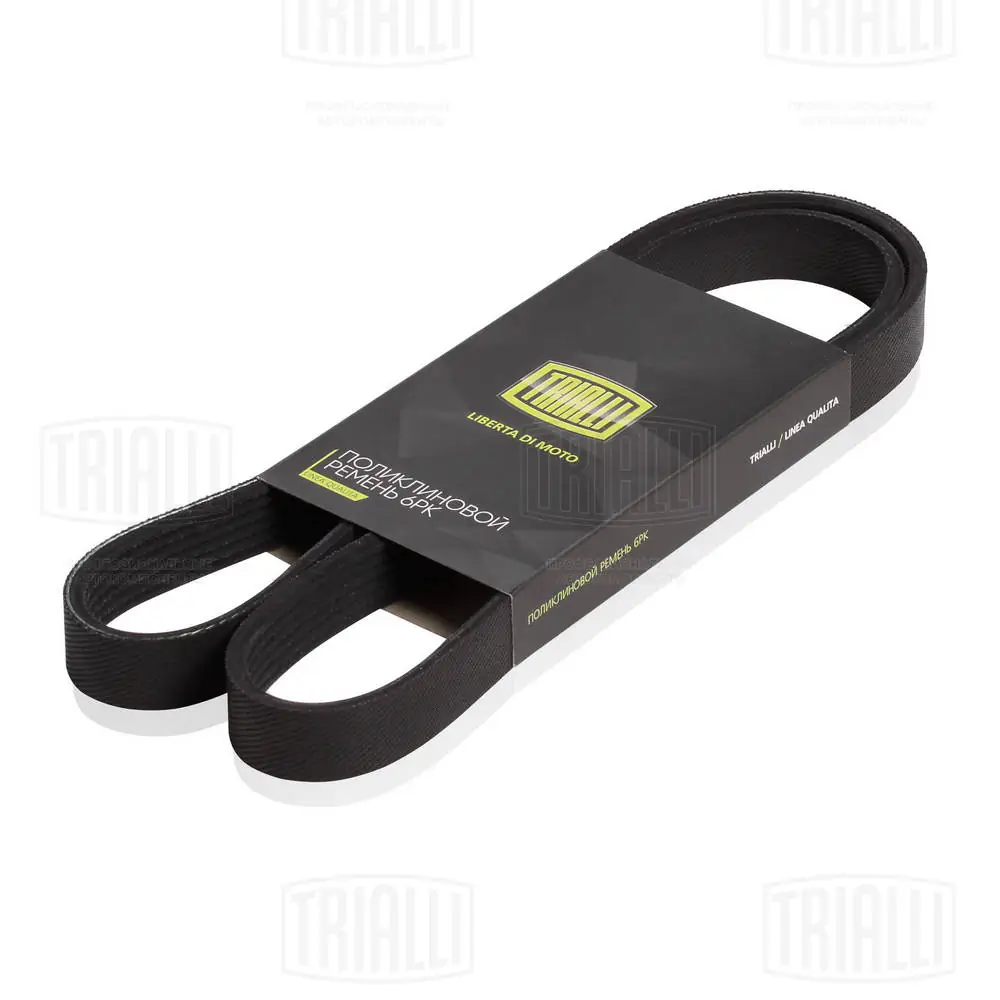 TRIALLI
TRIALLI
TRIALLI
LIBERTA DI MOTO
ПОЛИКЛИНОВОЙ
РЕМЕНЬ 6PK
LINEA QUALITA
TRIALLI / LINEA QUALITA
ПОЛИКЛИНОВОЙ РЕМЕНЬ 6PK
TRIALLI
TRIALLI
TRIALLI
TRIALLI